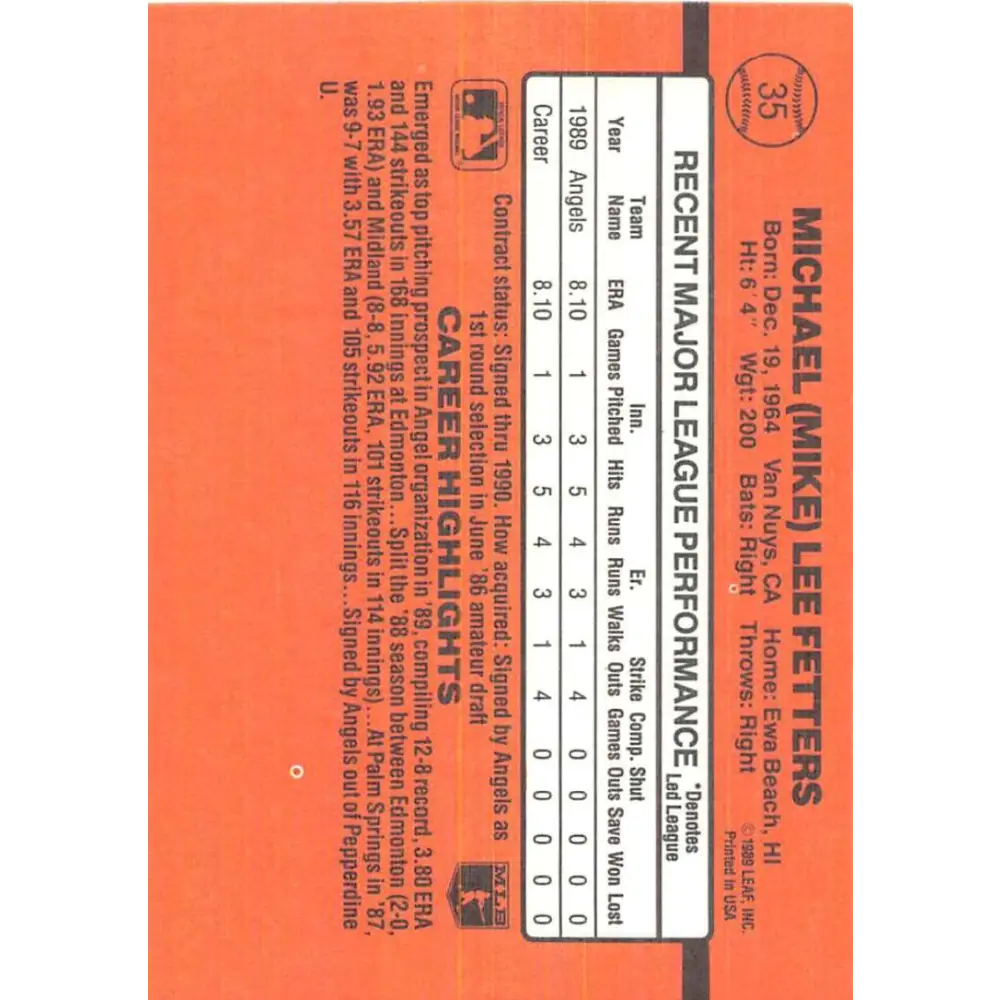 35
MICHAEL (MIKE) LEE FETTERS
Born: Dec. 19, 1964 Van Nuys, CA Home: Ewa Beach, HI
Ht: 6'4" Wgt: 200 Bats: Right Throws: Right
©1989 LEAF, INC.
Printed in USA
RECENT MAJOR LEAGUE PERFORMANCE *Denotes Led League
Team Inn. Er. Strike Comp. Shut
Year Name ERA Games Pitched Hits Runs Runs Walks Outs Games Outs Save Won Lost
1989 Angels 8.10 1 3 5 4 3 1 4 0 0 0 0 0
Career 8.10 1 3 5 4 3 1 4 0 0 0 0 0
Contract status: Signed thru 1990. How acquired: Signed by Angels as
1st round selection in June '86 amateur draft
MLB
CAREER HIGHLIGHTS
Emerged as top pitching prospect in Angel organization in '89, compiling 12-8 record, 3.80 ERA
and 144 strikeouts in 168 innings at Edmonton...Split the '88 season between Edmonton (2-0,
1.93 ERA) and Midland (8-8, 5.92 ERA, 101 strikeouts in 114 innings)...At Palm Springs in '87,
was 9-7 with 3.57 ERA and 105 strikeouts in 116 innings...Signed by Angels out of Pepperdine
U.